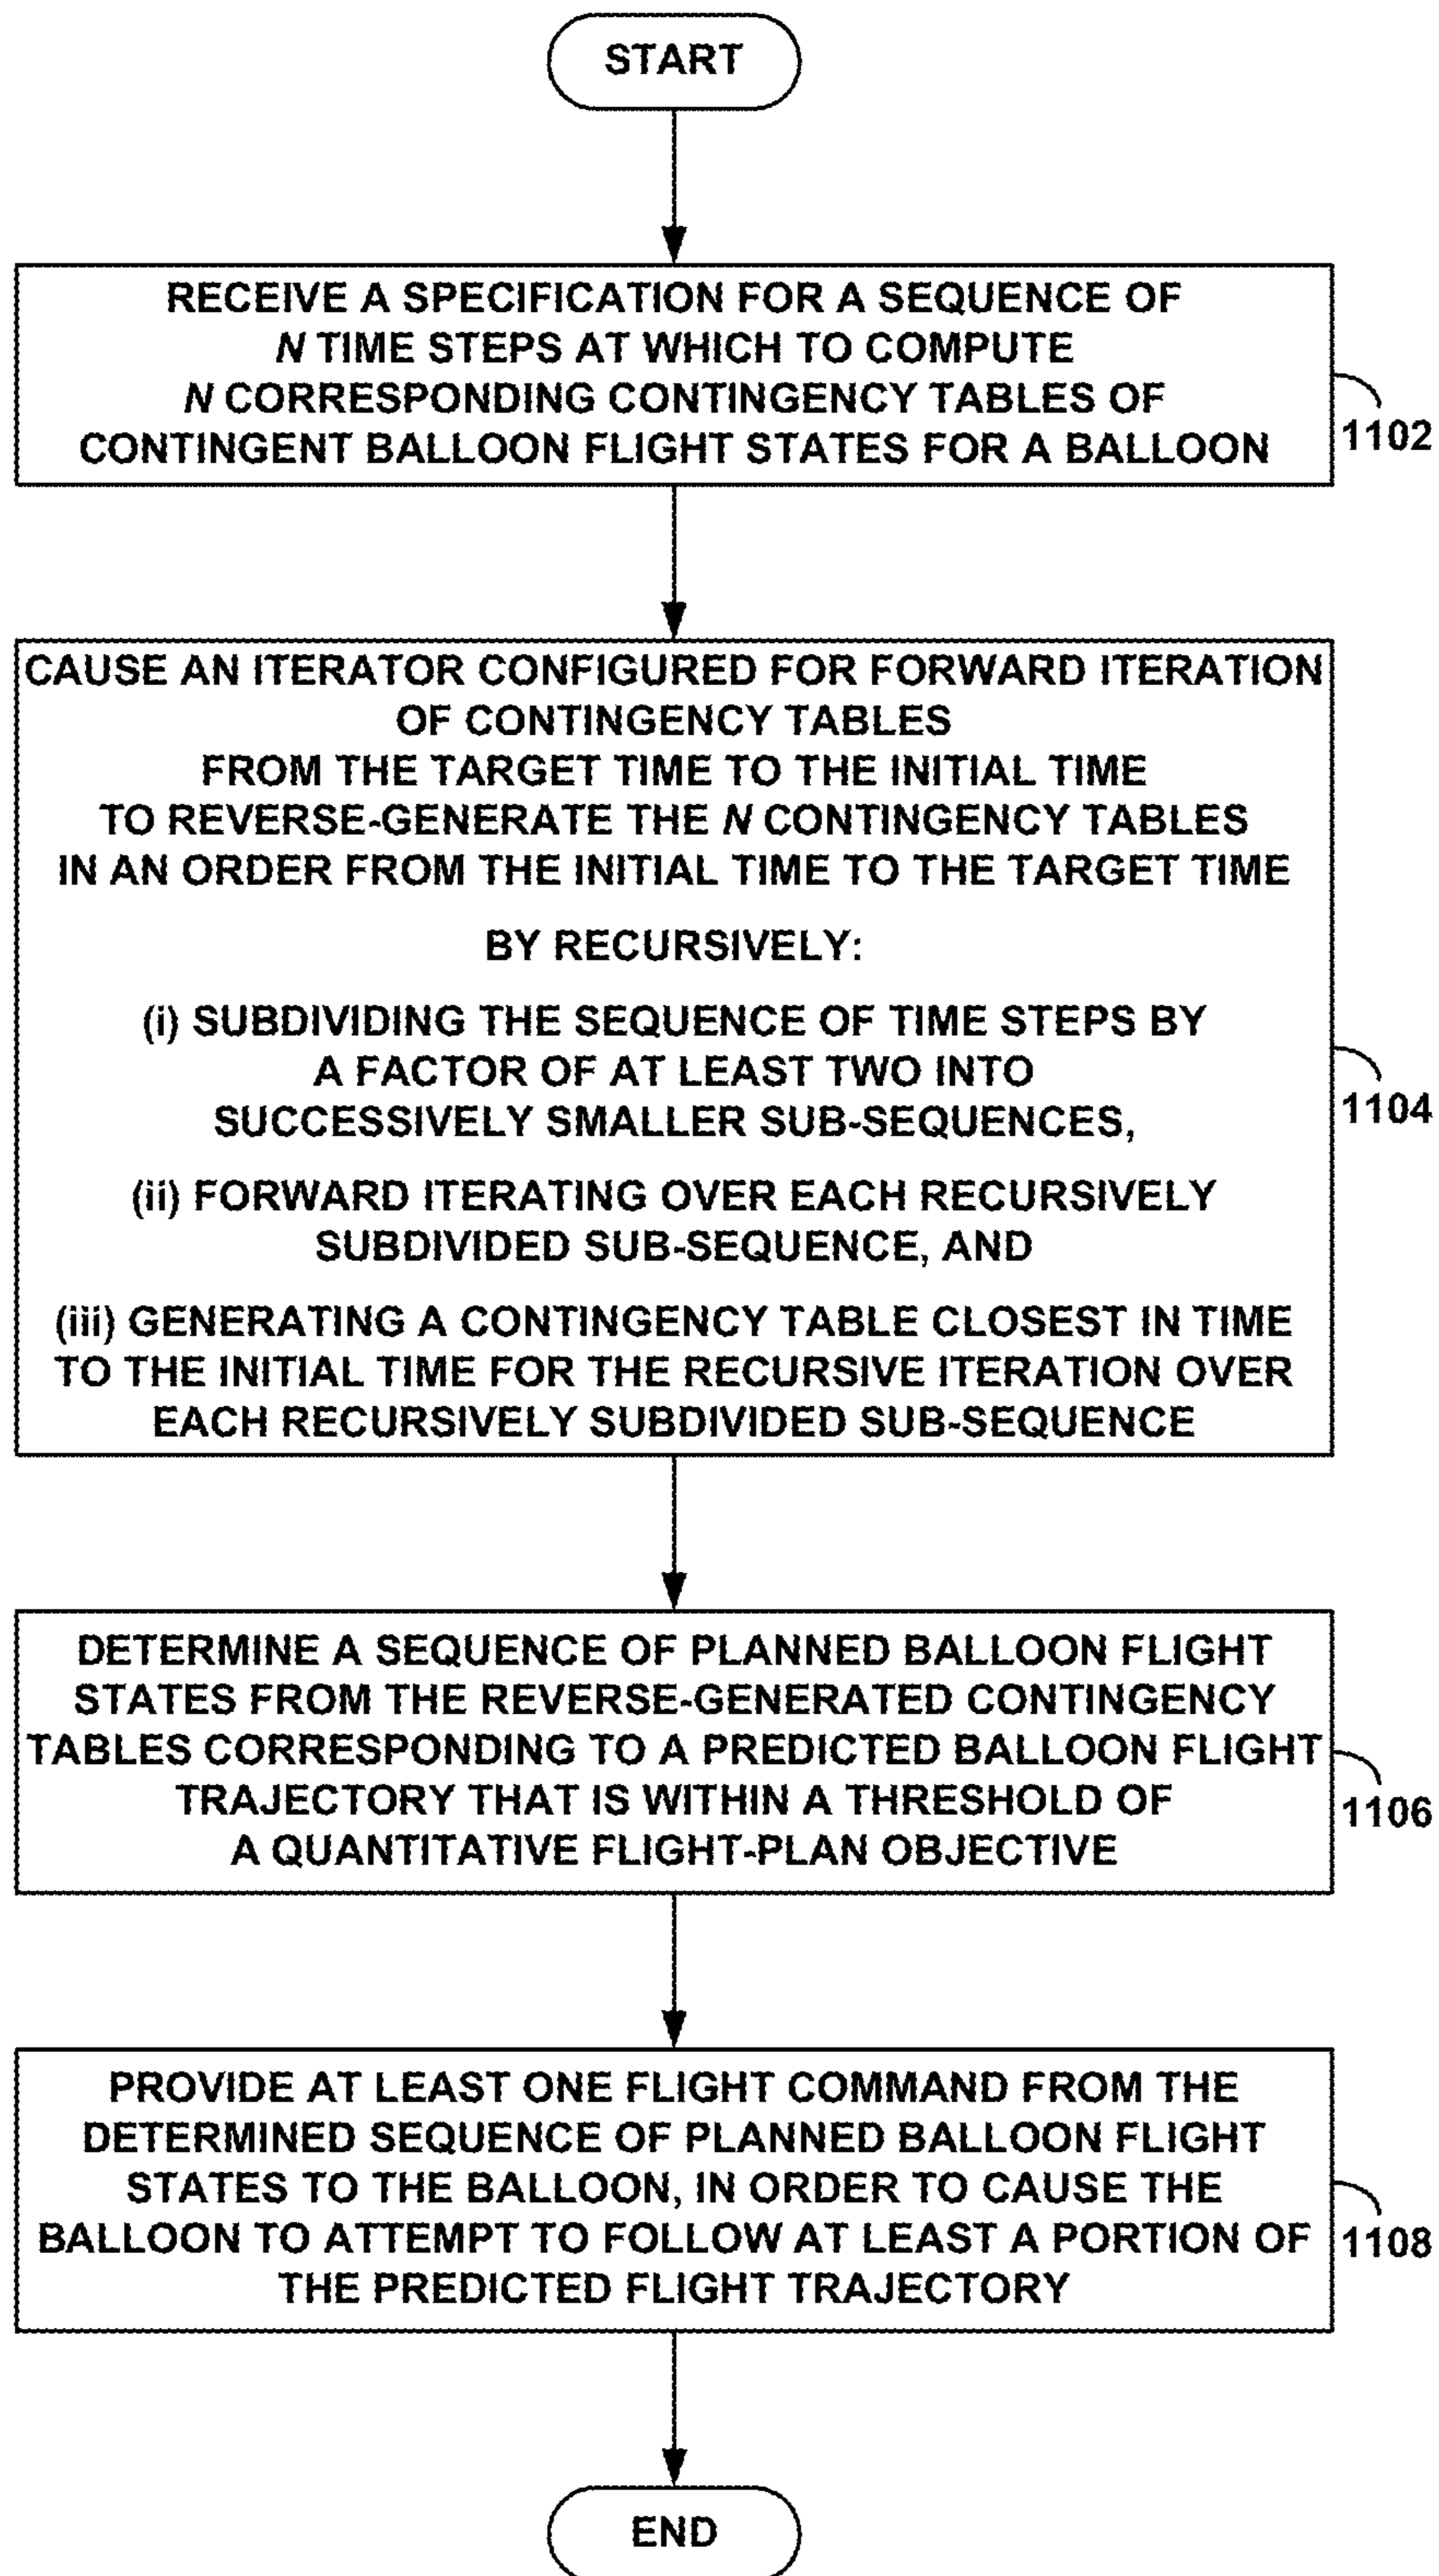 START
RECEIVE A SPECIFICATION FOR A SEQUENCE OF
N TIME STEPS AT WHICH TO COMPUTE
N CORRESPONDING CONTINGENCY TABLES OF
CONTINGENT BALLOON FLIGHT STATES FOR A BALLOON
1102
CAUSE AN ITERATOR CONFIGURED FOR FORWARD ITERATION
OF CONTINGENCY TABLES
FROM THE TARGET TIME TO THE INITIAL TIME
TO REVERSE-GENERATE THE N CONTINGENCY TABLES
IN AN ORDER FROM THE INITIAL TIME TO THE TARGET TIME
BY RECURSIVELY:
(i) SUBDIVIDING THE SEQUENCE OF TIME STEPS BY
A FACTOR OF AT LEAST TWO INTO
SUCCESSIVELY SMALLER SUB-SEQUENCES,
(ii) FORWARD ITERATING OVER EACH RECURSIVELY
SUBDIVIDED SUB-SEQUENCE, AND
(iii) GENERATING A CONTINGENCY TABLE CLOSEST IN TIME
TO THE INITIAL TIME FOR THE RECURSIVE ITERATION OVER
EACH RECURSIVELY SUBDIVIDED SUB-SEQUENCE
1104
DETERMINE A SEQUENCE OF PLANNED BALLOON FLIGHT
STATES FROM THE REVERSE-GENERATED CONTINGENCY
TABLES CORRESPONDING TO A PREDICTED BALLOON FLIGHT
TRAJECTORY THAT IS WITHIN A THRESHOLD OF
A QUANTITATIVE FLIGHT-PLAN OBJECTIVE
1106
PROVIDE AT LEAST ONE FLIGHT COMMAND FROM THE
DETERMINED SEQUENCE OF PLANNED BALLOON FLIGHT
STATES TO THE BALLOON, IN ORDER TO CAUSE THE
BALLOON TO ATTEMPT TO FOLLOW AT LEAST A PORTION OF
THE PREDICTED FLIGHT TRAJECTORY
1108
END